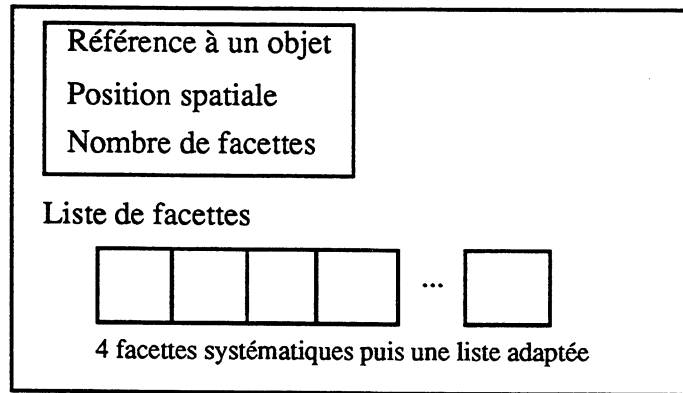 Référence à un objet
Position spatiale
Nombre de facettes
Liste de facettes
...
4 facettes systématiques puis une liste adaptée